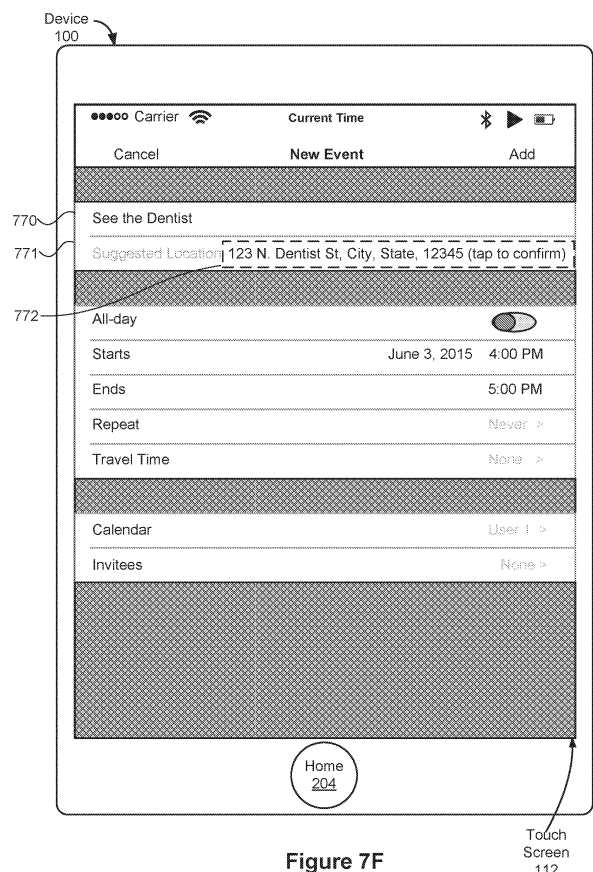 Device
100
●●●○○ Carrier Current Time
Cancel New Event Add
770 See the Dentist
771 Suggested Location 123 N. Dentist St, City, State, 12345 (tap to confirm)
772
All-day
Starts June 3, 2015 4:00 PM
Ends 5:00 PM
Repeat Never >
Travel Time None >
Calendar User 1 >
Invitees None >
Home
204
Touch
Screen
112
Figure 7F